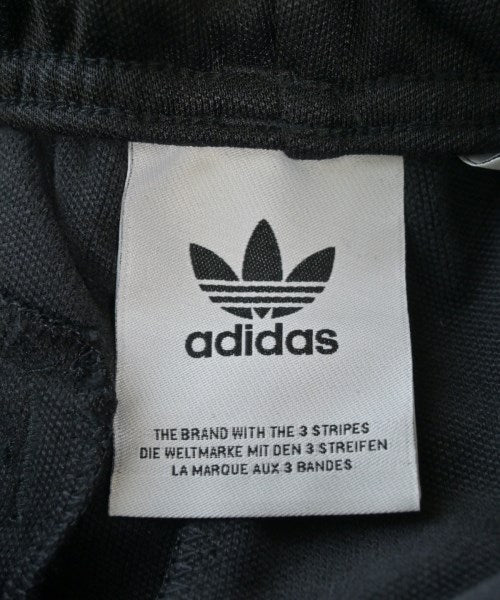 adidas
THE BRAND WITH THE 3 STRIPES
DIE WELTMARKE MIT DEN 3 STREIFEN
LA MARQUE AUX 3 BANDES